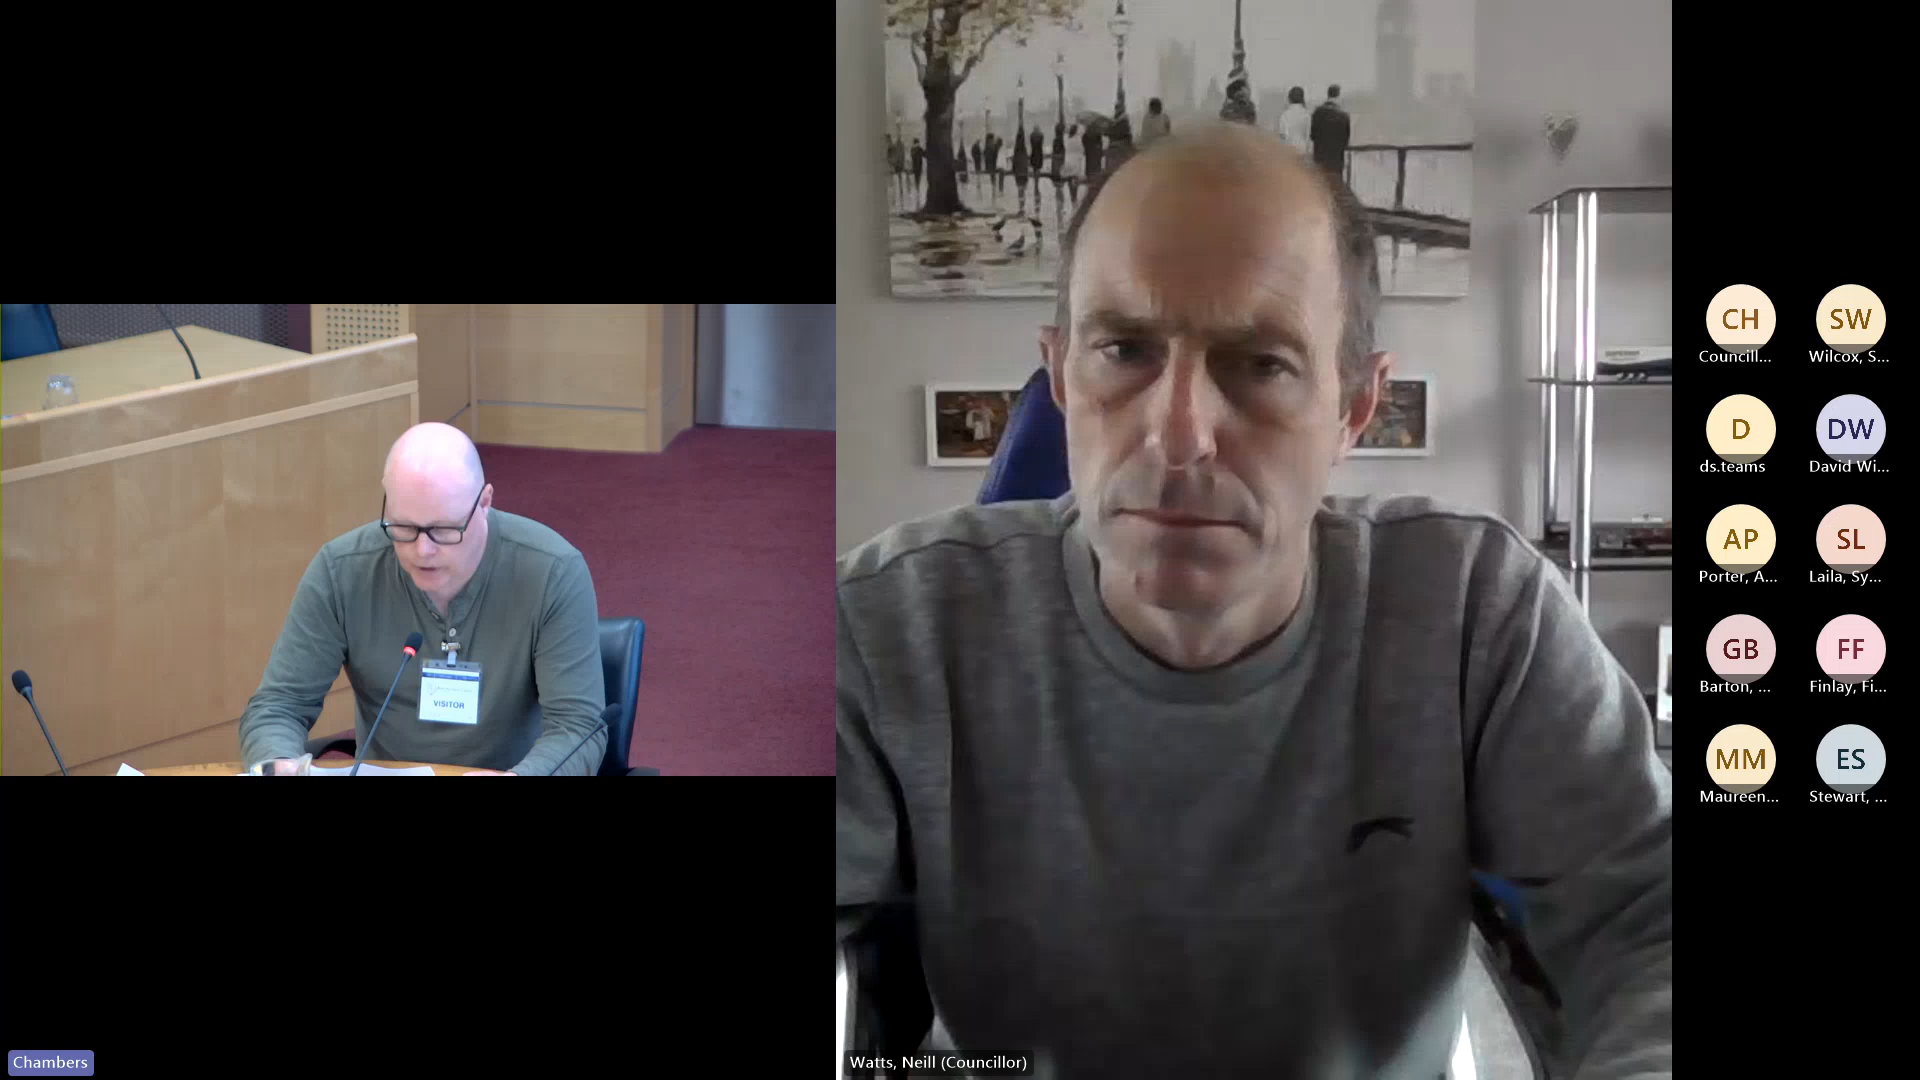 VISITOR
Chambers
Watts, Neill (Councillor)
CH
SW
Councill...
Wilcox, S...
D
DW
ds.teams
David Wi...
AP
SL
Porter, A...
Laila, Sy...
GB
FF
Barton, ...
Finlay, Fi...
MM
ES
Maureen...
Stewart, ...